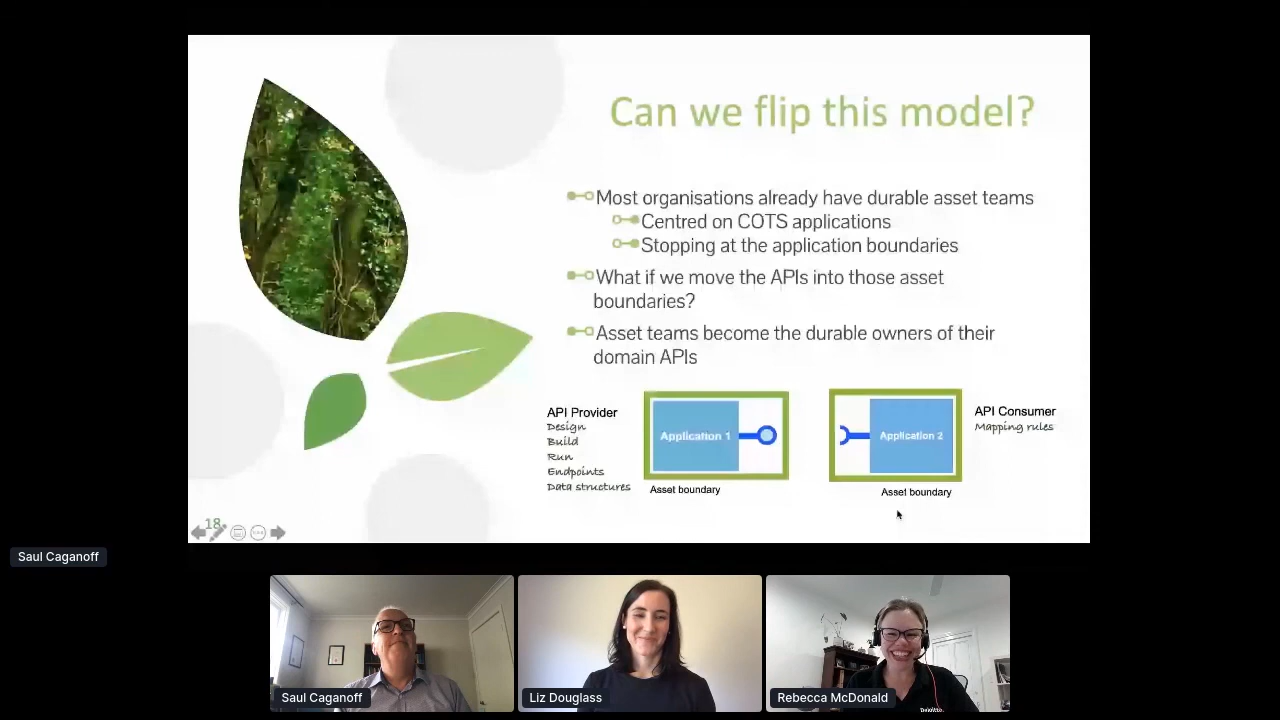 Can we flip this model?
Most organisations already have durable asset teams
Centred on COTS applications
Stopping at the application boundaries
What if we move the APIs into those asset
boundaries?
Asset teams become the durable owners of their
domain APIs
API Provider
Design
Build
Run
Endpoints
Data structures
Application 1
Asset boundary
Application 2
Asset boundary
API Consumer
Mapping rules
18
Saul Caganoff
Saul Caganoff
Liz Douglass
Rebecca McDonald
Deloitte.